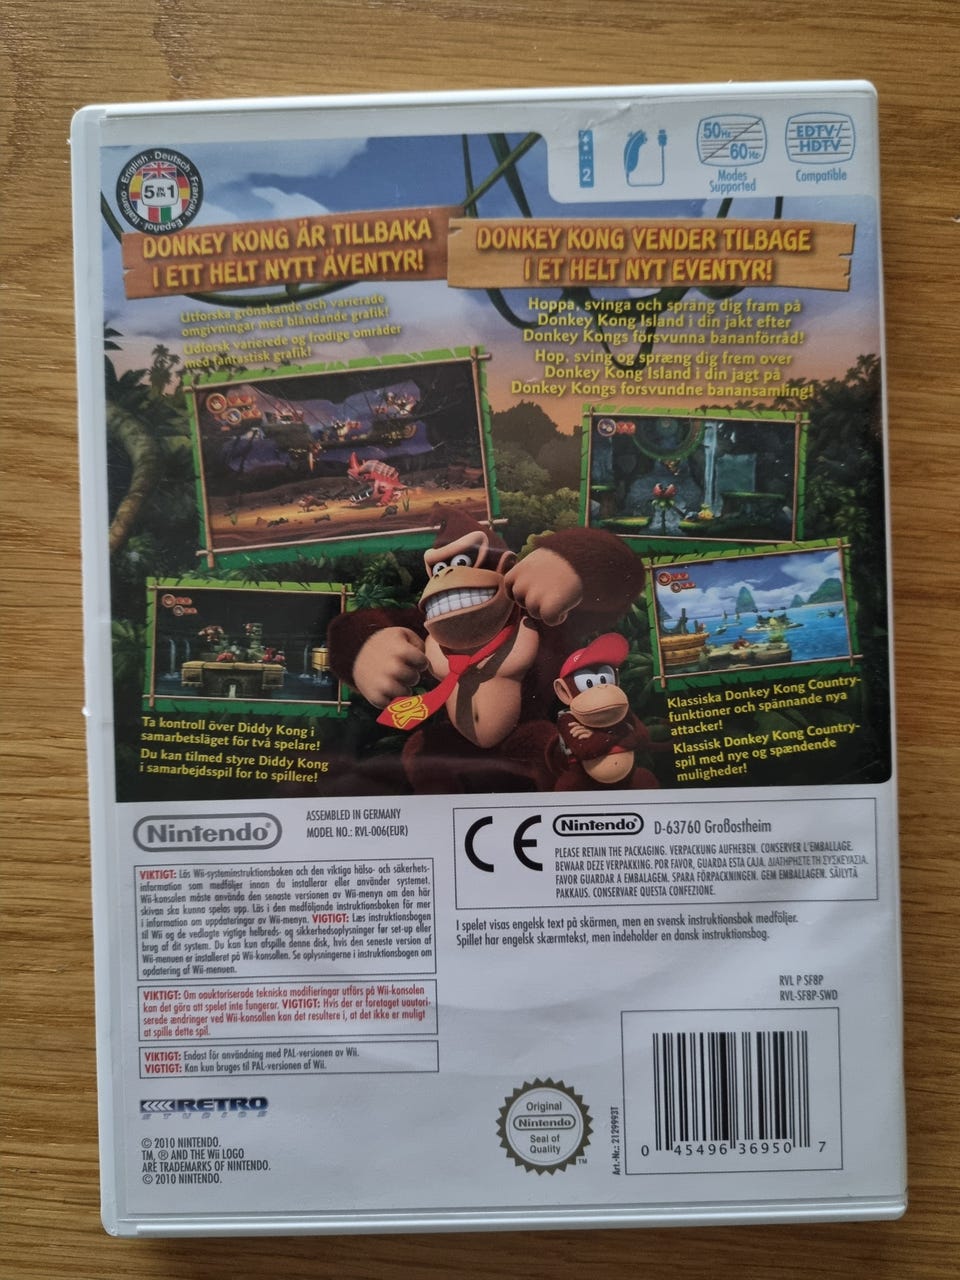 English · Deutsch · Français · Español · Italiano
5 IN EN 1
2
50Hz
60Hz
Modes
Supported
EDTV/
HDTV
Compatible
DONKEY KONG ÄR TILLBAKA
I ETT HELT NYTT ÄVENTYR!
DONKEY KONG VENDER TILBAGE
I ET HELT NYT EVENTYR!
Utforska grönskande och varierade
omgivningar med bländande grafik!
Udforsk varierede og frodige områder
med fantastisk grafik!
Hoppa, svinga och spräng dig fram på
Donkey Kong Island i din jakt efter
Donkey Kongs försvunna bananförråd!
Hop, sving og spræng dig frem over
Donkey Kong Island i din jagt på
Donkey Kongs forsvundne banansamling!
DK
Ta kontroll över Diddy Kong i
samarbetsläget för två spelare!
Du kan tilmed styre Diddy Kong
i samarbejdsspil for to spillere!
Klassiska Donkey Kong Country-
funktioner och spännande nya
attacker!
Klassisk Donkey Kong Country-
spil med nye og spændende
muligheder!
Nintendo®
ASSEMBLED IN GERMANY
MODEL NO.: RVL-006(EUR)
CE
Nintendo®
D-63760 Großostheim
PLEASE RETAIN THE PACKAGING. VERPACKUNG AUFHEBEN. CONSERVER L'EMBALLAGE.
BEWAAR DEZE VERPAKKING. POR FAVOR, GUARDA ESTA CAJA. ΔΙΑΤΗΡΗΣΤΕ ΤΗ ΣΥΣΚΕΥΑΣΙΑ.
FAVOR GUARDAR A EMBALAGEM. SPARA FÖRPACKNINGEN. GEM EMBALLAGEN. SÄILYTÄ
PAKKAUS. CONSERVARE QUESTA CONFEZIONE.
VIKTIGT: Läs Wii-systeminstruktionsboken och den viktiga hälso- och säkerhets-
information som medföljer innan du installerar eller använder systemet.
Wii-konsolen måste använda den senaste versionen av Wii-menyn om den här
skivan ska kunna spelas upp. Läs i den medföljande instruktionsboken för mer
i information om uppdateringar av Wii-menyn. VIGTIGT: Læs instruktionsbogen
til Wii og de vedlagte vigtige helbreds- og sikkerhedsoplysninger før set-up eller
brug af dit system. Du kan kun afspille denne disk, hvis den seneste version af
Wii-menuen er installeret på Wii-konsollen. Se oplysningerne i instruktionsbogen om
opdatering af Wii-menuen.
I spelet visas engelsk text på skärmen, men en svensk instruktionsbok medföljer.
Spillet har engelsk skærmtekst, men indeholder en dansk instruktionsbog.
VIKTIGT: Om oauktoriserade tekniska modifieringar utförs på Wii-konsolen
kan det göra att spelet inte fungerar. VIGTIGT: Hvis der er foretaget uautori-
serede ændringer ved Wii-konsollen kan det resultere i, at det ikke er muligt
at spille dette spil.
RVL P SF8P
RVL-SF8P-SWD
VIKTIGT: Endast för användning med PAL-versionen av Wii.
VIGTIGT: Kan kun bruges til PAL-versionen af Wii.
RETRO
STUDIOS
© 2010 NINTENDO.
TM, ® AND THE Wii LOGO
ARE TRADEMARKS OF NINTENDO.
© 2010 NINTENDO.
Original
Nintendo
Seal of
Quality
TM
Art.-Nr.: 2129993T
0 45496 36950 7